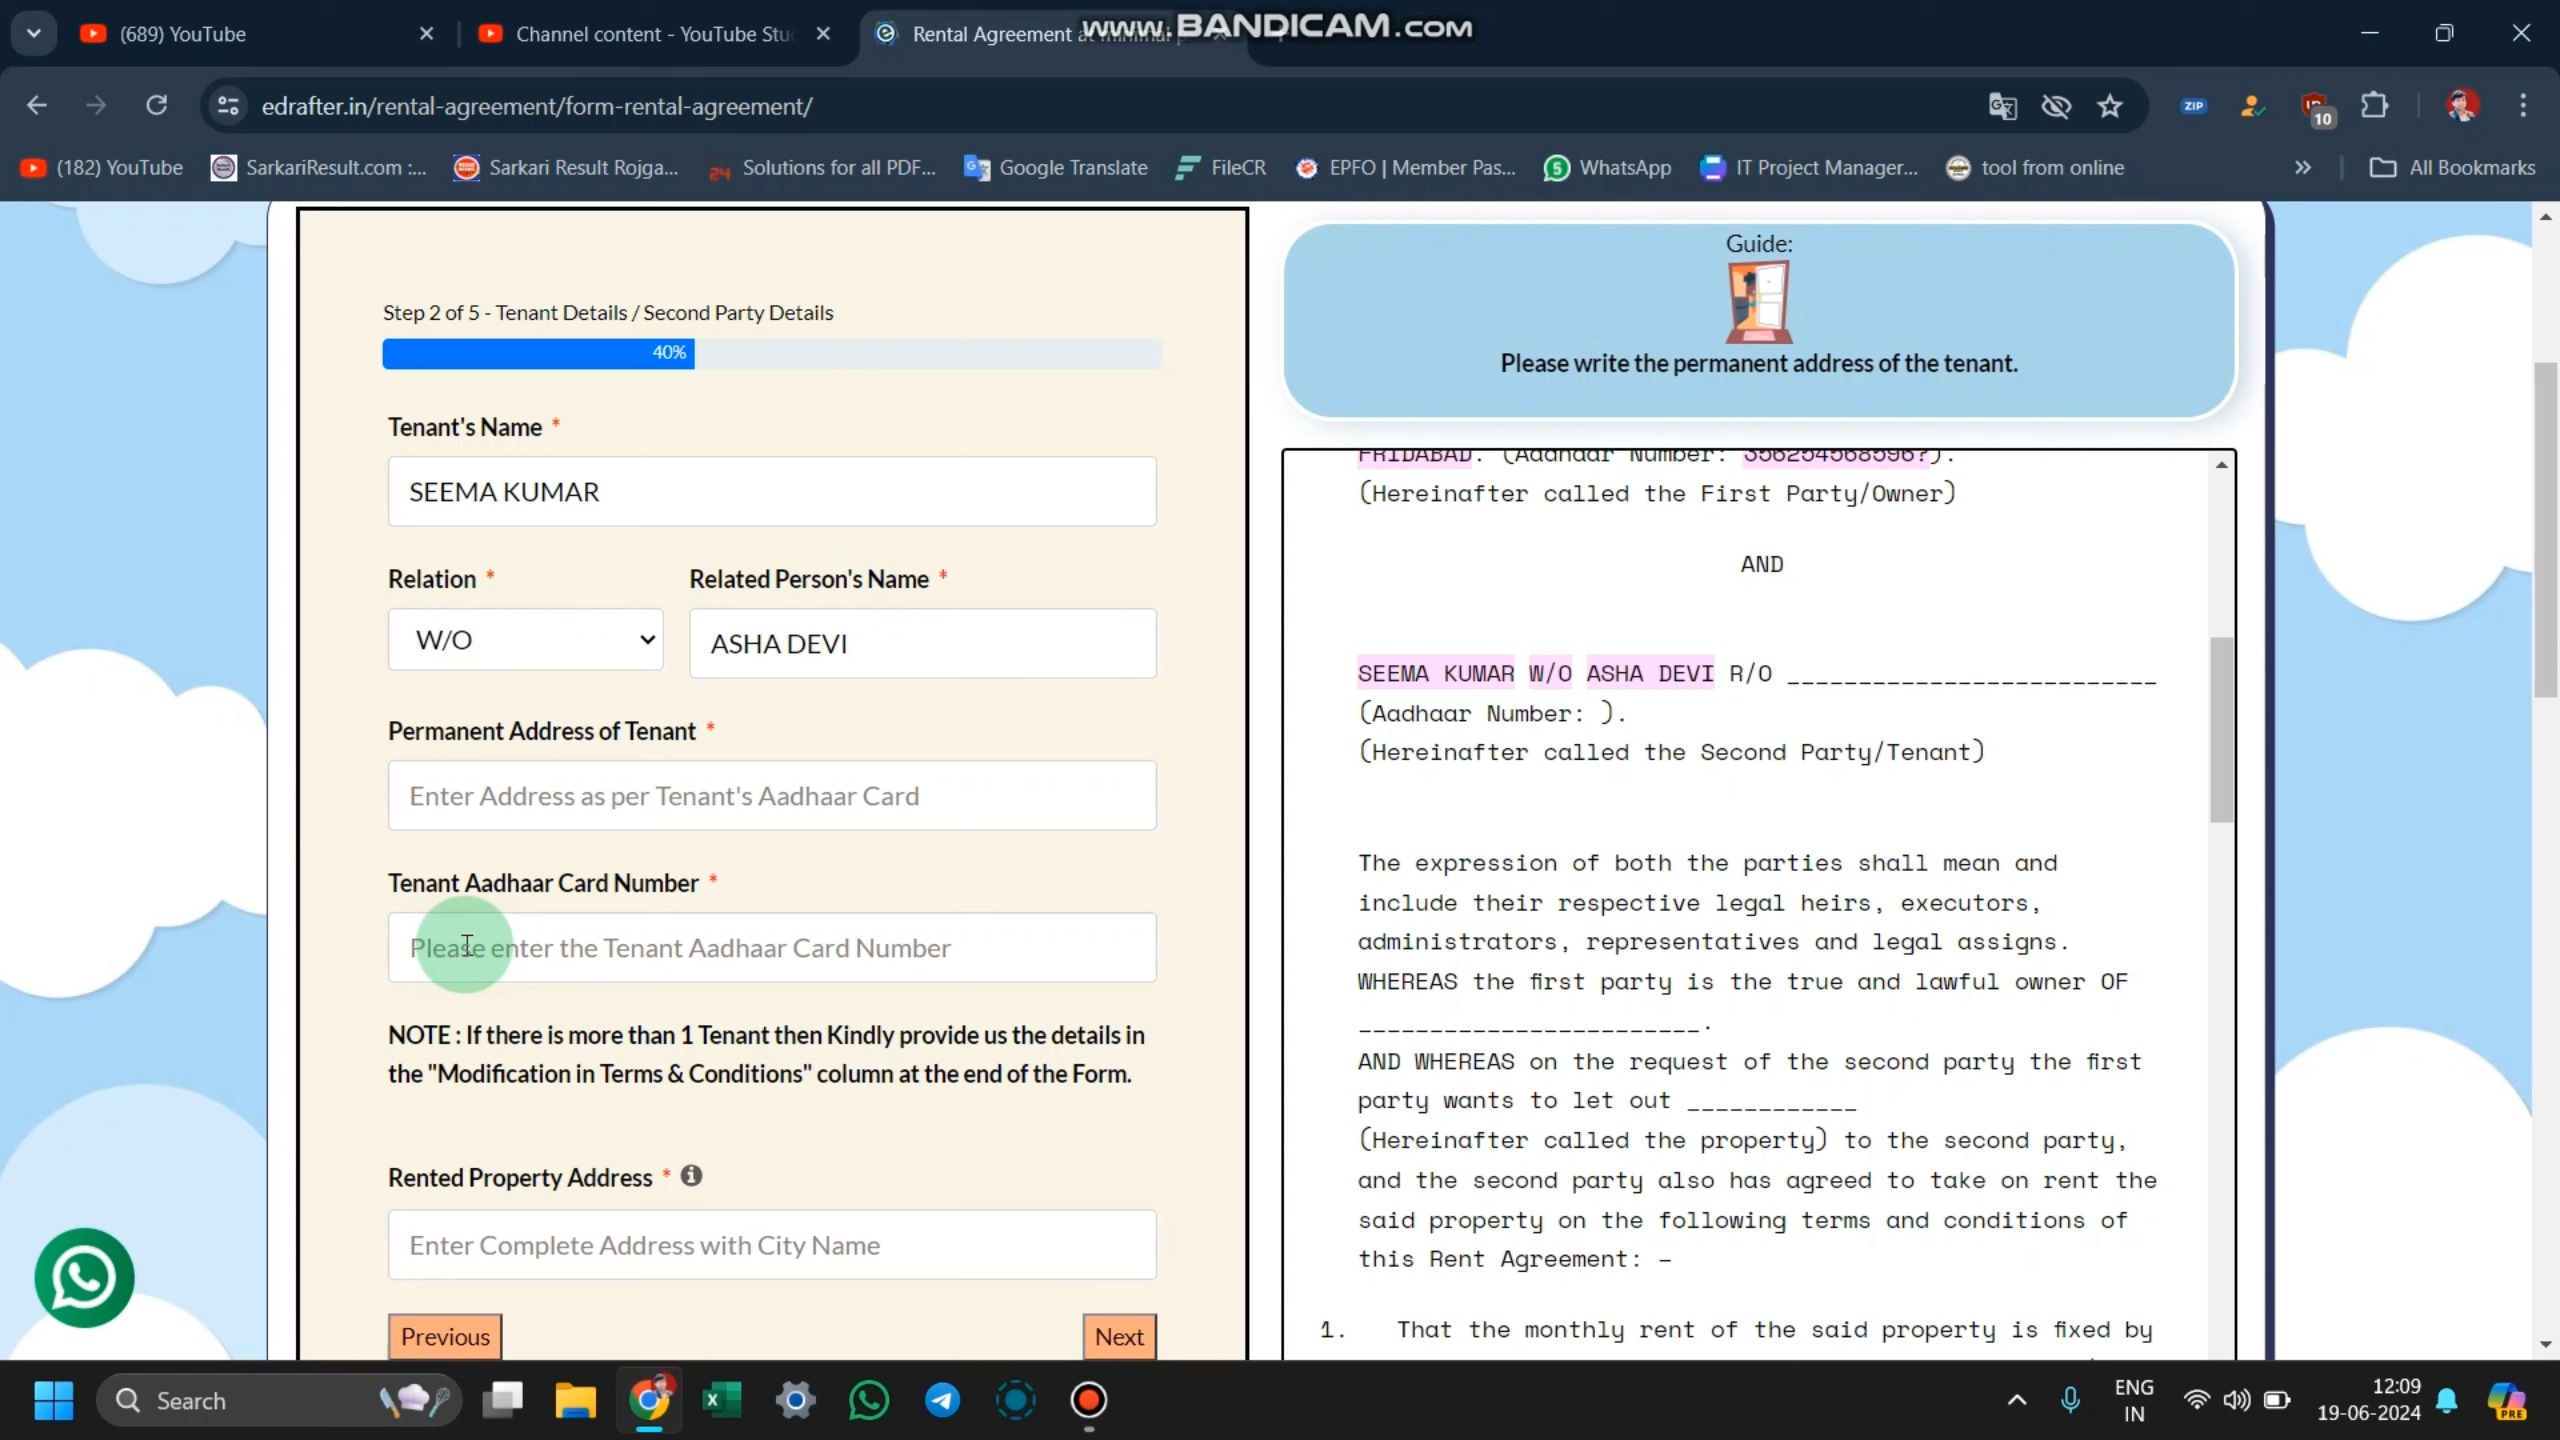 www.BANDICAM.com
(689) YouTube
Channel content - YouTube Stu
Rental Agreement
edrafter.in/rental-agreement/form-rental-agreement/
ZIP
10
(182) YouTube
SarkariResult.com :...
Sarkari Result Rojga...
Solutions for all PDF...
Google Translate
FileCR
EPFO | Member Pas...
5
WhatsApp
IT Project Manager...
tool from online
All Bookmarks
Step 2 of 5 - Tenant Details / Second Party Details
40%
Tenant's Name *
SEEMA KUMAR
Relation *
Related Person's Name *
W/O
ASHA DEVI
Permanent Address of Tenant *
Enter Address as per Tenant's Aadhaar Card
Tenant Aadhaar Card Number *
Please enter the Tenant Aadhaar Card Number
NOTE : If there is more than 1 Tenant then Kindly provide us the details in
the "Modification in Terms & Conditions" column at the end of the Form.
Rented Property Address *
Enter Complete Address with City Name
Previous
Next
Guide:
Please write the permanent address of the tenant.
FRIDABAD. (Aadhaar Number: 356254568596?).
(Hereinafter called the First Party/Owner)
AND
SEEMA KUMAR W/O ASHA DEVI R/O __________________________
(Aadhaar Number: ).
(Hereinafter called the Second Party/Tenant)
The expression of both the parties shall mean and
include their respective legal heirs, executors,
administrators, representatives and legal assigns.
WHEREAS the first party is the true and lawful owner OF
________________________.
AND WHEREAS on the request of the second party the first
party wants to let out ____________
(Hereinafter called the property) to the second party,
and the second party also has agreed to take on rent the
said property on the following terms and conditions of
this Rent Agreement: –
1. That the monthly rent of the said property is fixed by
Search
ENG
IN
12:09
19-06-2024
PRE